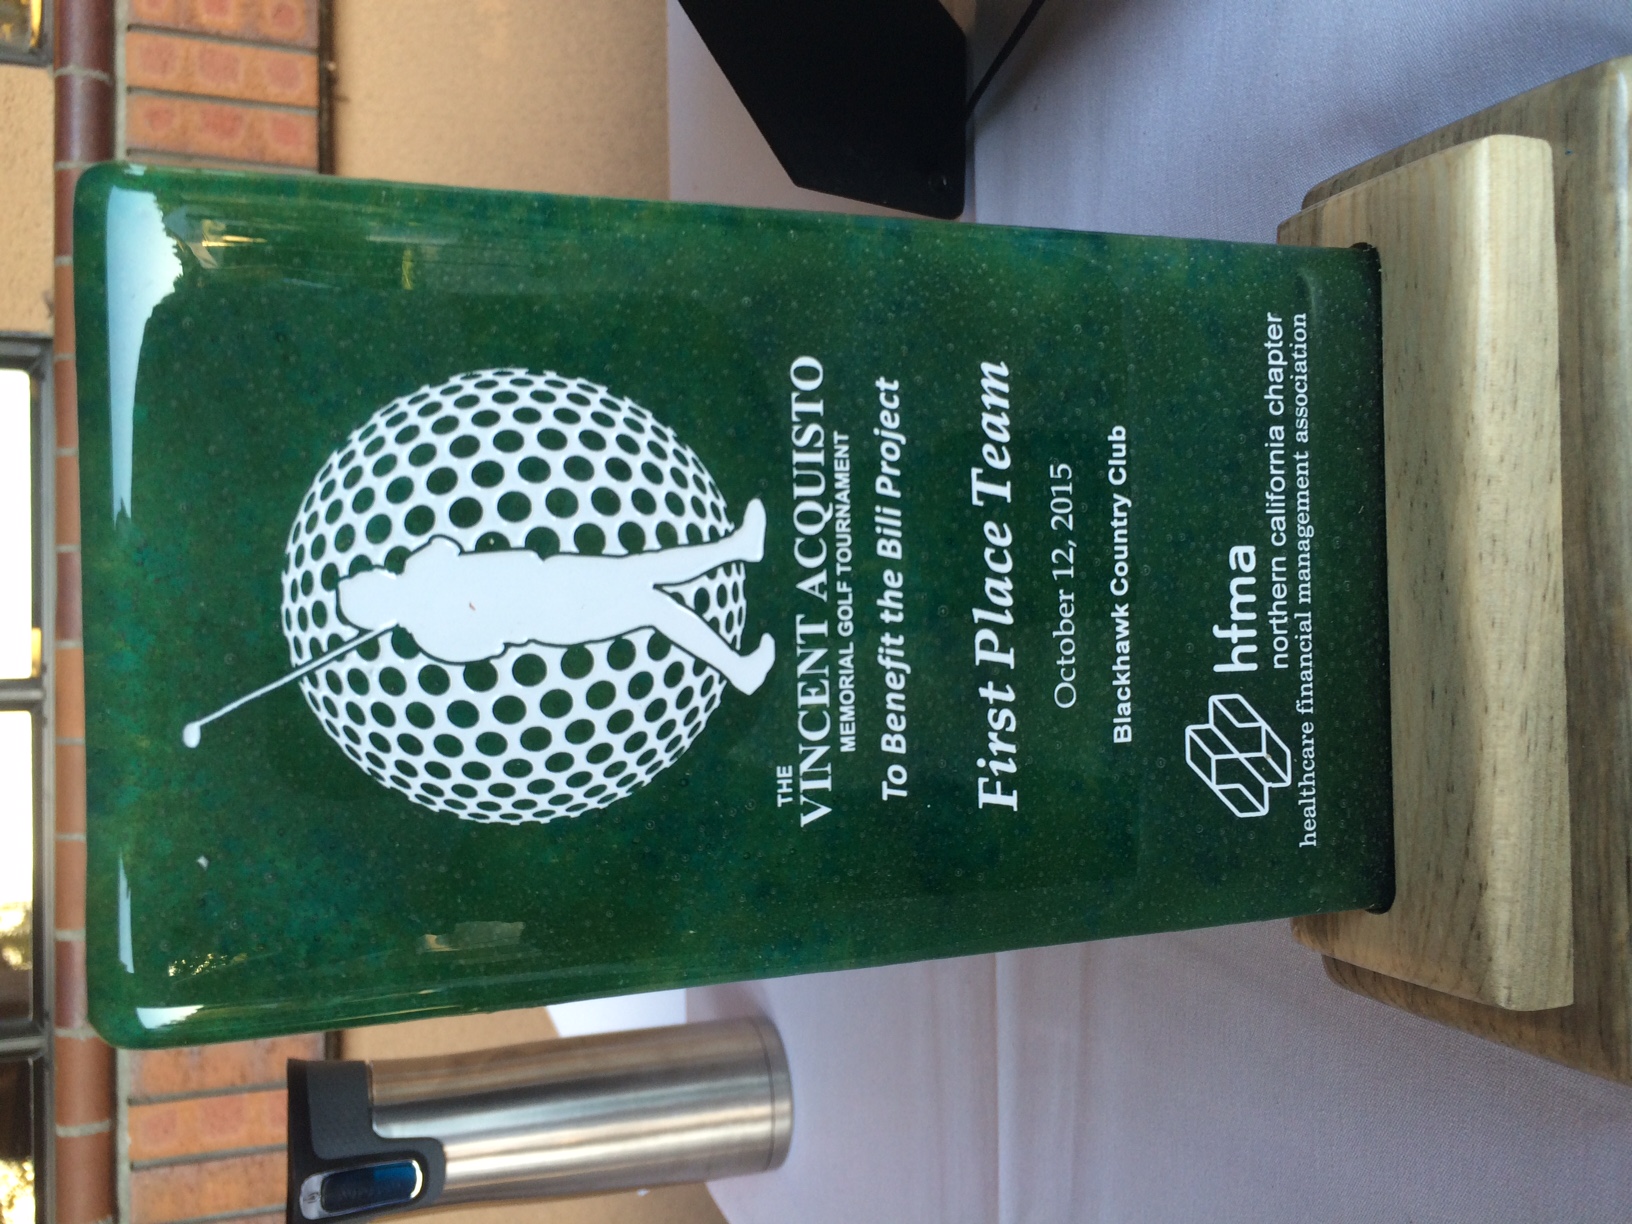 THE
VINCENT ACQUISTO
MEMORIAL GOLF TOURNAMENT
To Benefit the Bili Project
First Place Team
October 12, 2015
Blackhawk Country Club
hfma
northern california chapter
healthcare financial management association